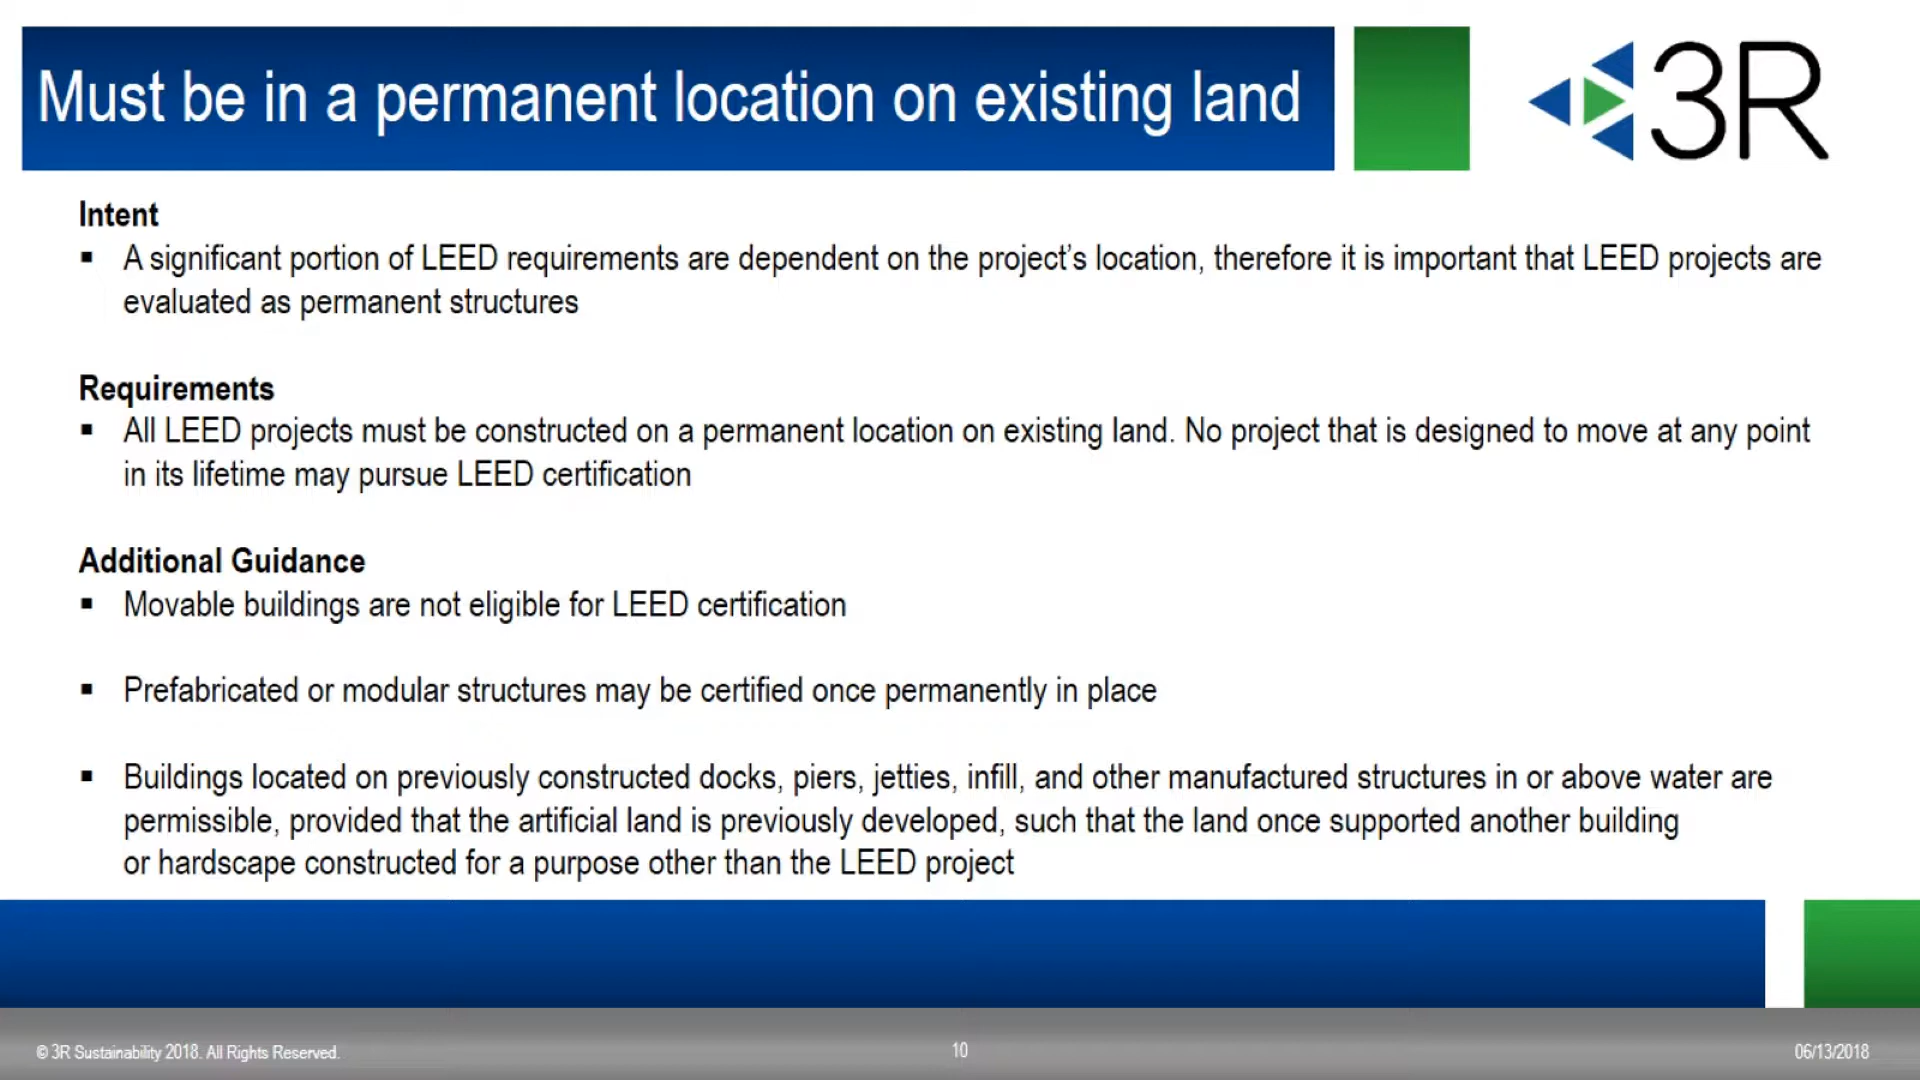 Must be in a permanent location on existing land
3R
Intent
▪ A significant portion of LEED requirements are dependent on the project’s location, therefore it is important that LEED projects are
evaluated as permanent structures
Requirements
▪ All LEED projects must be constructed on a permanent location on existing land. No project that is designed to move at any point
in its lifetime may pursue LEED certification
Additional Guidance
▪ Movable buildings are not eligible for LEED certification
▪ Prefabricated or modular structures may be certified once permanently in place
▪ Buildings located on previously constructed docks, piers, jetties, infill, and other manufactured structures in or above water are
permissible, provided that the artificial land is previously developed, such that the land once supported another building
or hardscape constructed for a purpose other than the LEED project
© 3R Sustainability 2018. All Rights Reserved.
10
06/13/2018